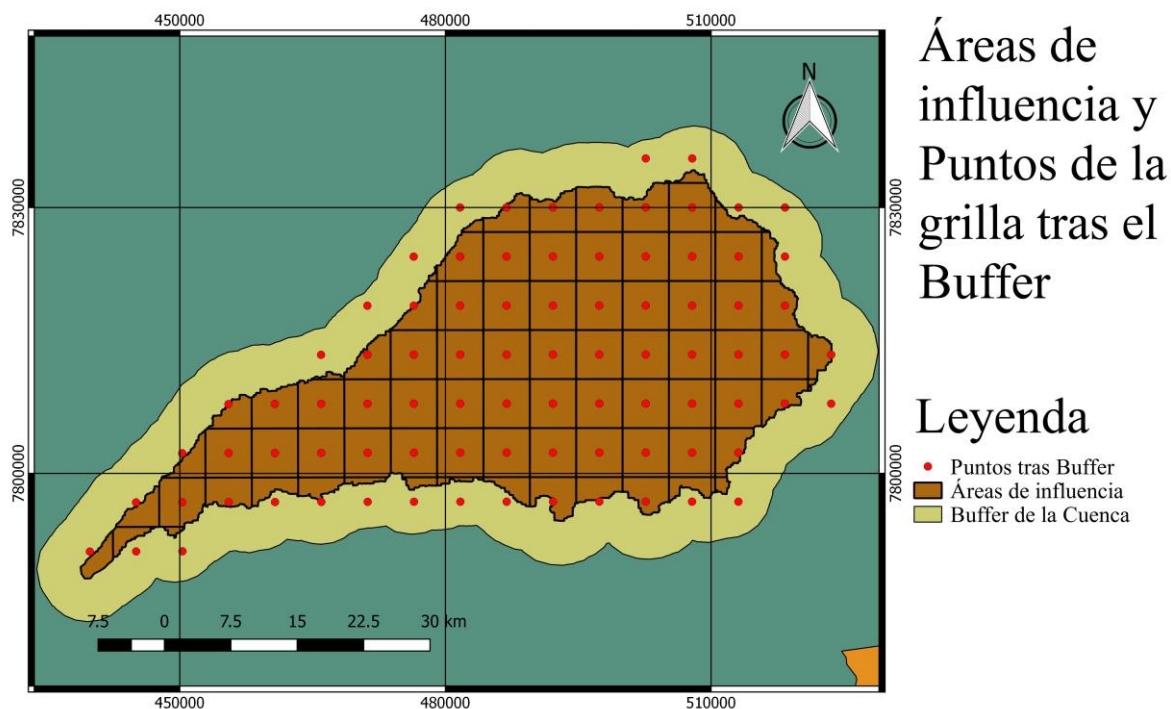 450000 480000 510000
Áreas de
influencia y
Puntos de la
grilla tras el
Buffer
N
7830000 7830000
7800000 7800000
Leyenda
Puntos tras Buffer
Áreas de influencia
Buffer de la Cuenca
7.5 0 7.5 15 22.5 30 km
450000 480000 510000